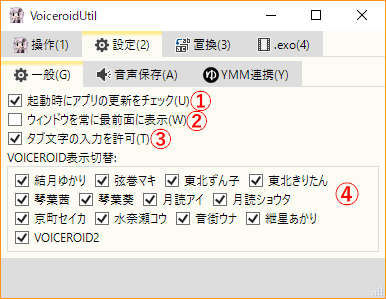 VoiceroidUtil
操作(1) 設定(2) 置換(3) .exo(4)
一般(G) 音声保存(A) ゆ YMM連携(Y)
起動時にアプリの更新をチェック(U) ①
ウィンドウを常に最前面に表示(W) ②
タブ文字の入力を許可(T) ③
VOICEROID表示切替:
結月ゆかり 弦巻マキ 東北ずん子 東北きりたん ④
琴葉茜 琴葉葵 月読アイ 月読ショウタ
京町セイカ 水奈瀬コウ 音街ウナ 紲星あかり
VOICEROID2